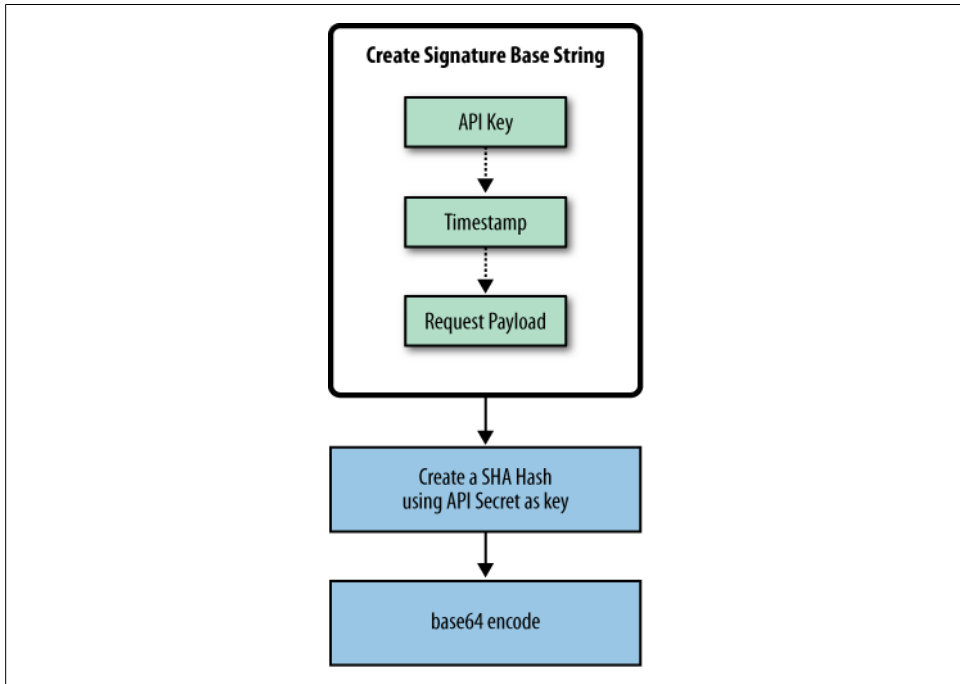 Create Signature Base String
API Key
Timestamp
Request Payload
Create a SHA Hash
using API Secret as key
base64 encode